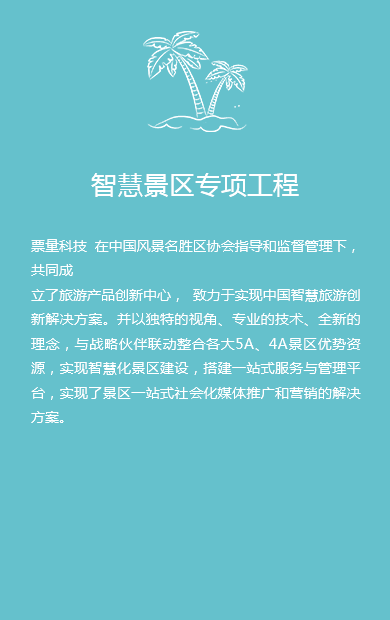 智慧景区专项工程
票量科技 在中国风景名胜区协会指导和监督管理下，
共同成
立了旅游产品创新中心， 致力于实现中国智慧旅游创
新解决方案。并以独特的视角、专业的技术、全新的
理念，与战略伙伴联动整合各大5A、4A景区优势资
源，实现智慧化景区建设，搭建一站式服务与管理平
台，实现了景区一站式社会化媒体推广和营销的解决
方案。